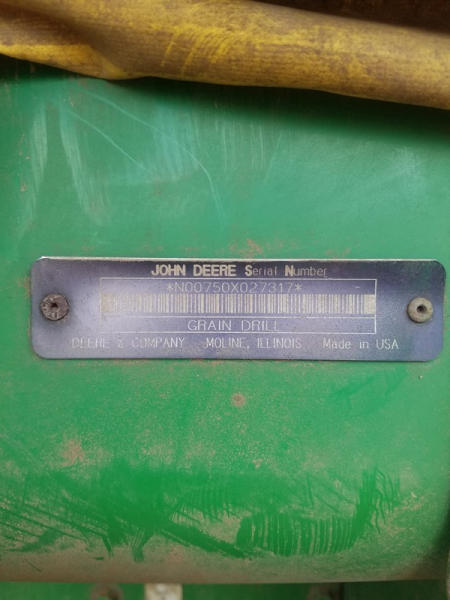 JOHN DEERE Serial Number
*N00750X027317*
GRAIN DRILL
DEERE & COMPANY MOLINE, ILLINOIS Made in USA